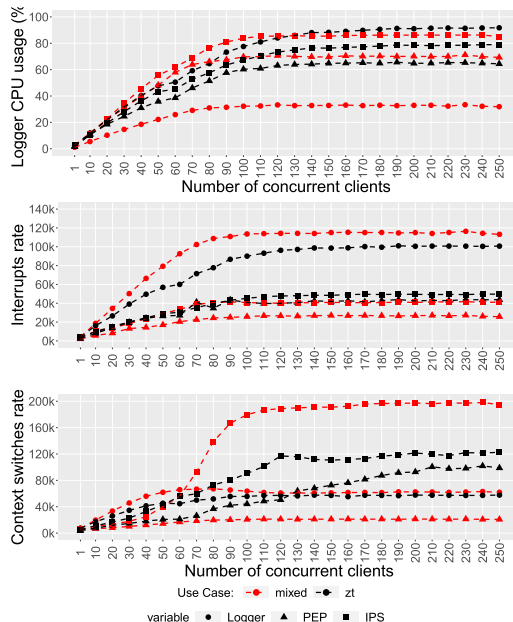 Logger CPU usage (%
100
80
60
40
20
0
1 10 20 30 40 50 60 70 80 90 100 110 120 130 140 150 160 170 180 190 200 210 220 230 240 250
Number of concurrent clients
Interrupts rate
140k
120k
100k
80k
60k
40k
20k
0k
1 10 20 30 40 50 60 70 80 90 100 110 120 130 140 150 160 170 180 190 200 210 220 230 240 250
Context switches rate
200k
160k
120k
80k
40k
0k
1 10 20 30 40 50 60 70 80 90 100 110 120 130 140 150 160 170 180 190 200 210 220 230 240 250
Number of concurrent clients
Use Case: mixed zt
variable Logger PEP IPS